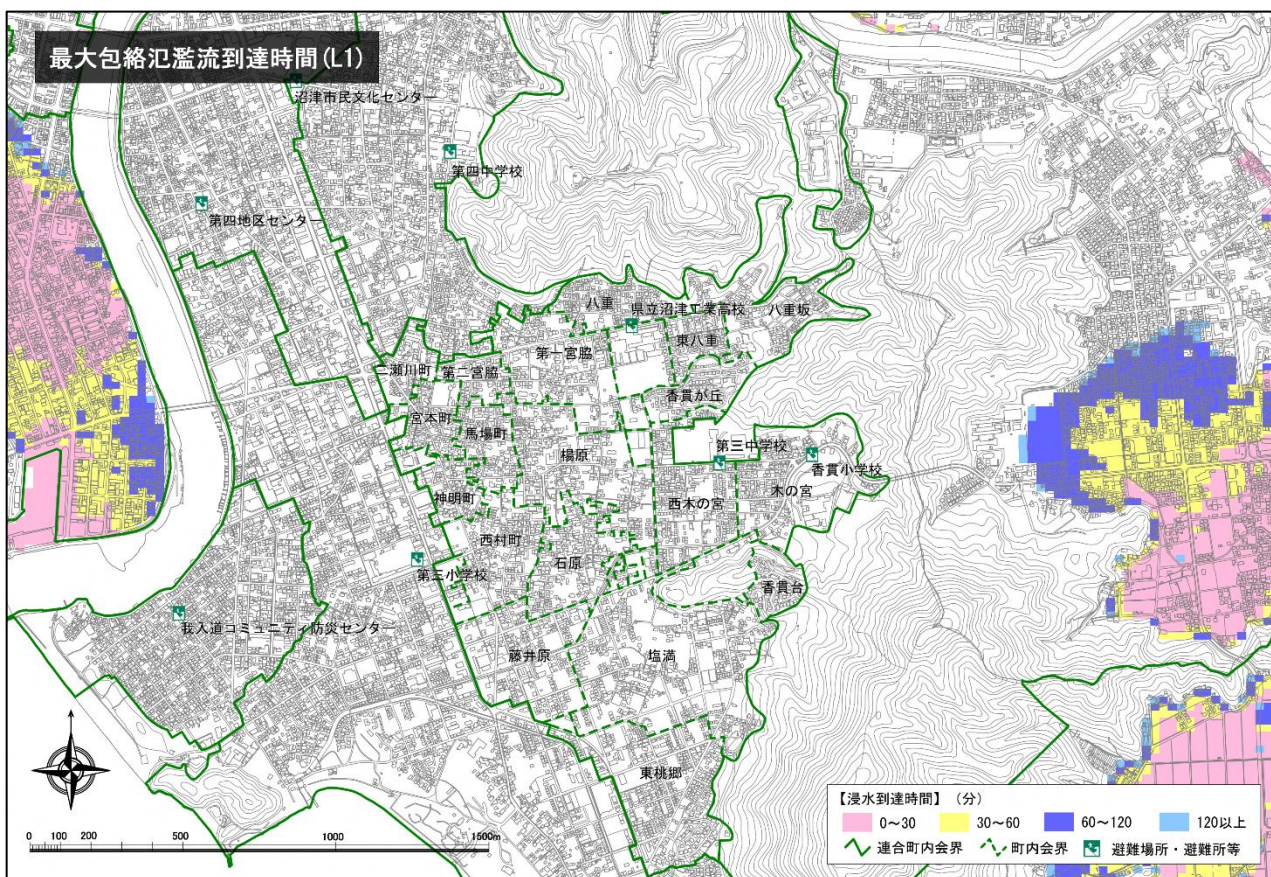 最大包絡氾濫流到達時間(L1)
沼津市民文化センター
第四中学校
第四地区センター
八重
県立沼津工業高校
八重坂
東八重
第一宮脇
二瀬川町
第二宮脇
香貫が丘
宮本町
馬場町
楊原
第三中学校
香貫小学校
木の宮
西木の宮
神明町
西村町
石原
第三小学校
香貫台
我入道コミュニティ防災センター
藤井原
塩満
東桃郷
0 100 200 500 1000 1500m
【浸水到達時間】 (分)
0~30 30~60 60~120 120以上
連合町内会界 町内会界 避難場所・避難所等